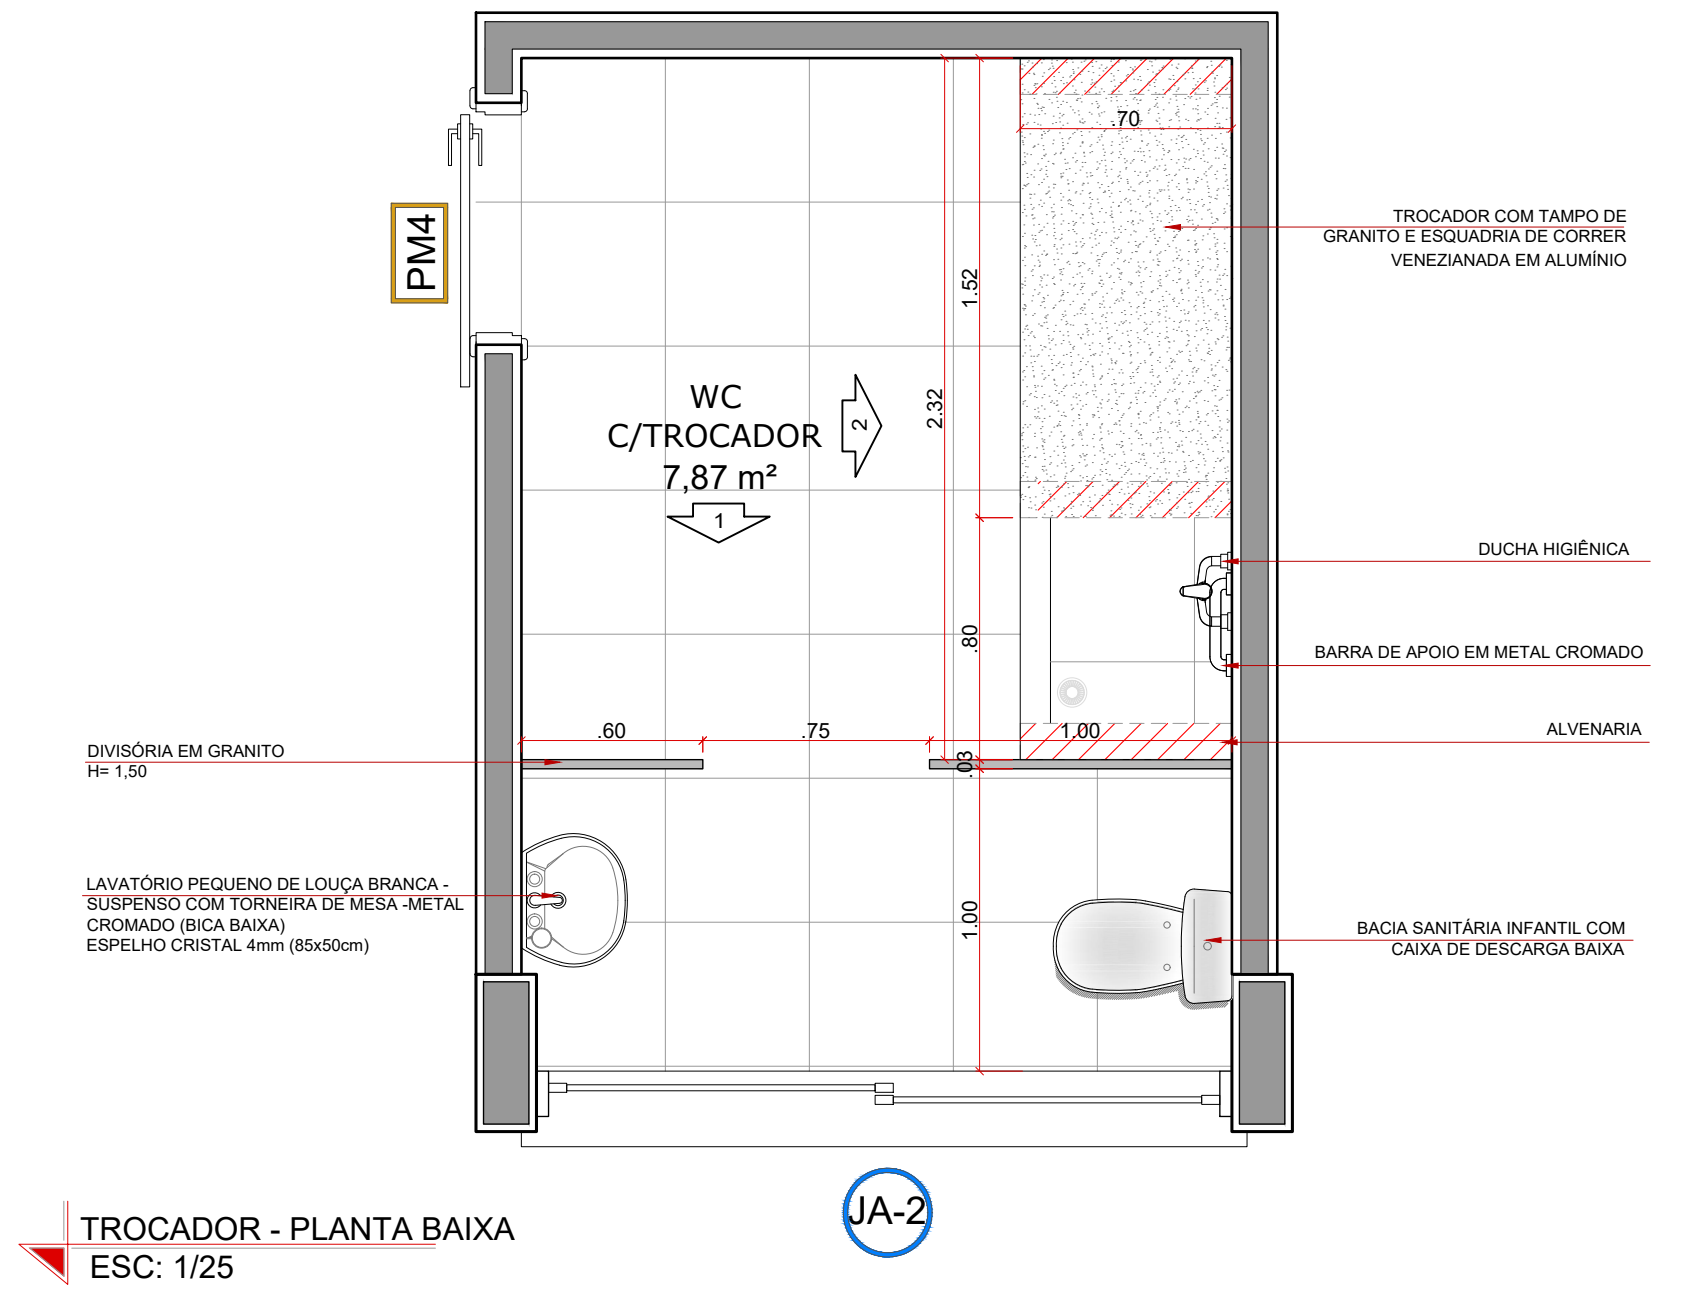 .70
PM4
TROCADOR COM TAMPO DE
GRANITO E ESQUADRIA DE CORRER
VENEZIANADA EM ALUMÍNIO
1.52
2.32
WC
C/TROCADOR
7,87 m²
2
1
DUCHA HIGIÊNICA
.80
BARRA DE APOIO EM METAL CROMADO
.60
.75
1.00
ALVENARIA
DIVISÓRIA EM GRANITO
H= 1,50
.03
LAVATÓRIO PEQUENO DE LOUÇA BRANCA -
SUSPENSO COM TORNEIRA DE MESA -METAL
CROMADO (BICA BAIXA)
ESPELHO CRISTAL 4mm (85x50cm)
1.00
BACIA SANITÁRIA INFANTIL COM
CAIXA DE DESCARGA BAIXA
JA-2
TROCADOR - PLANTA BAIXA
ESC: 1/25